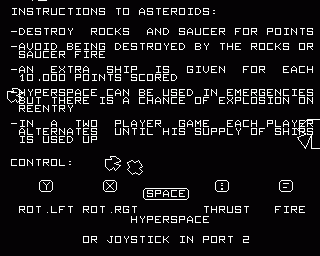 INSTRUCTIONS TO ASTEROIDS:
-DESTROY ROCKS AND SAUCER FOR POINTS
-AVOID BEING DESTROYED BY THE ROCKS OR
SAUCER FIRE
-AN EXTRA SHIP IS GIVEN FOR EACH
10.00 POINTS SCORED
-HYPERSPACE CAN BE USED IN EMERGENCIES
BUT THERE IS A CHANCE OF EXPLOSION ON
REENTRY
-IN A TWO PLAYER GAME EACH PLAYER
ALTERNATES UNTIL HIS SUPPLY OF SHIPS
IS USED UP
CONTROL:
Y X SPACE : =
ROT.LFT ROT.RGT THRUST FIRE
HYPERSPACE
OR JOYSTICK IN PORT 2